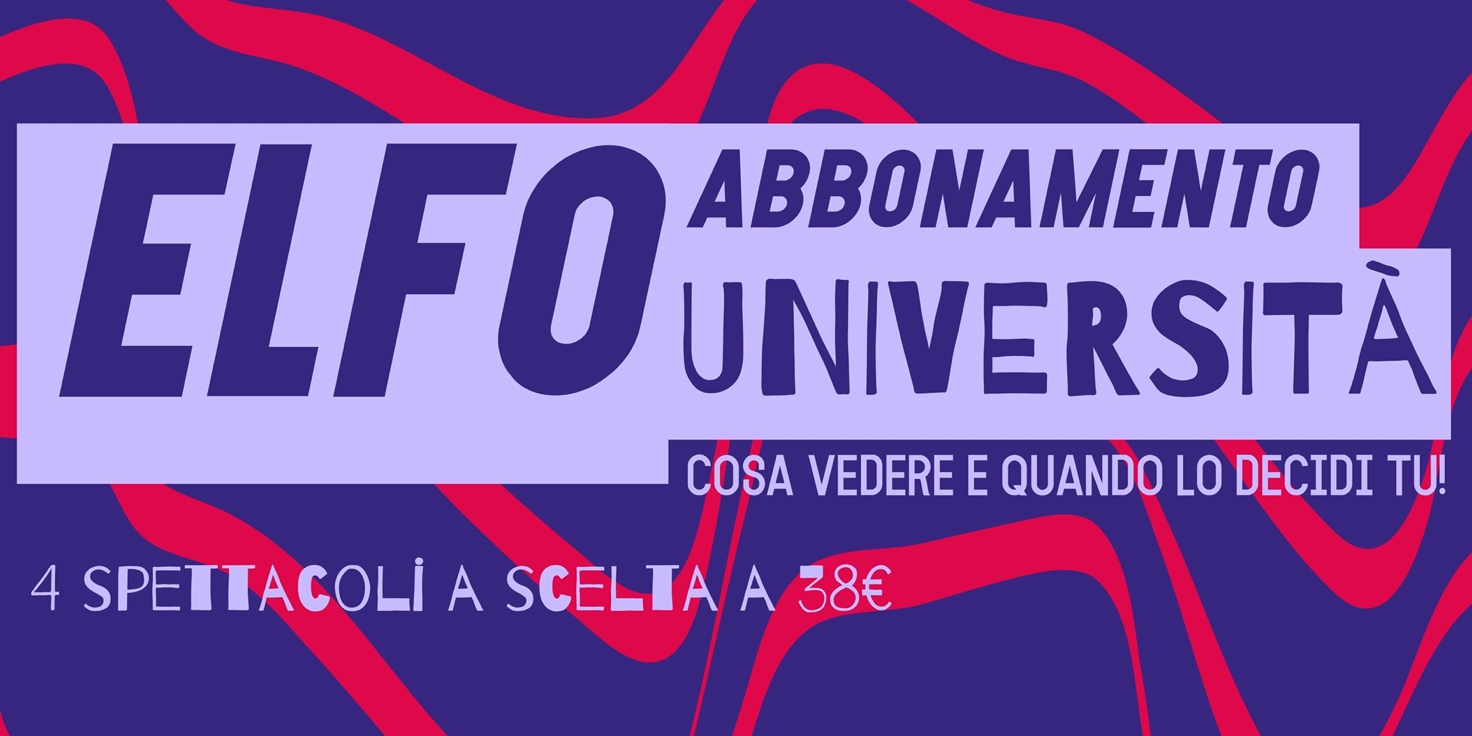 ELFO
ABBONAMENTO
UNIVERSITÀ
COSA VEDERE E QUANDO LO DECIDI TU!
4 SPETTACOLI A SCELTA A 38€